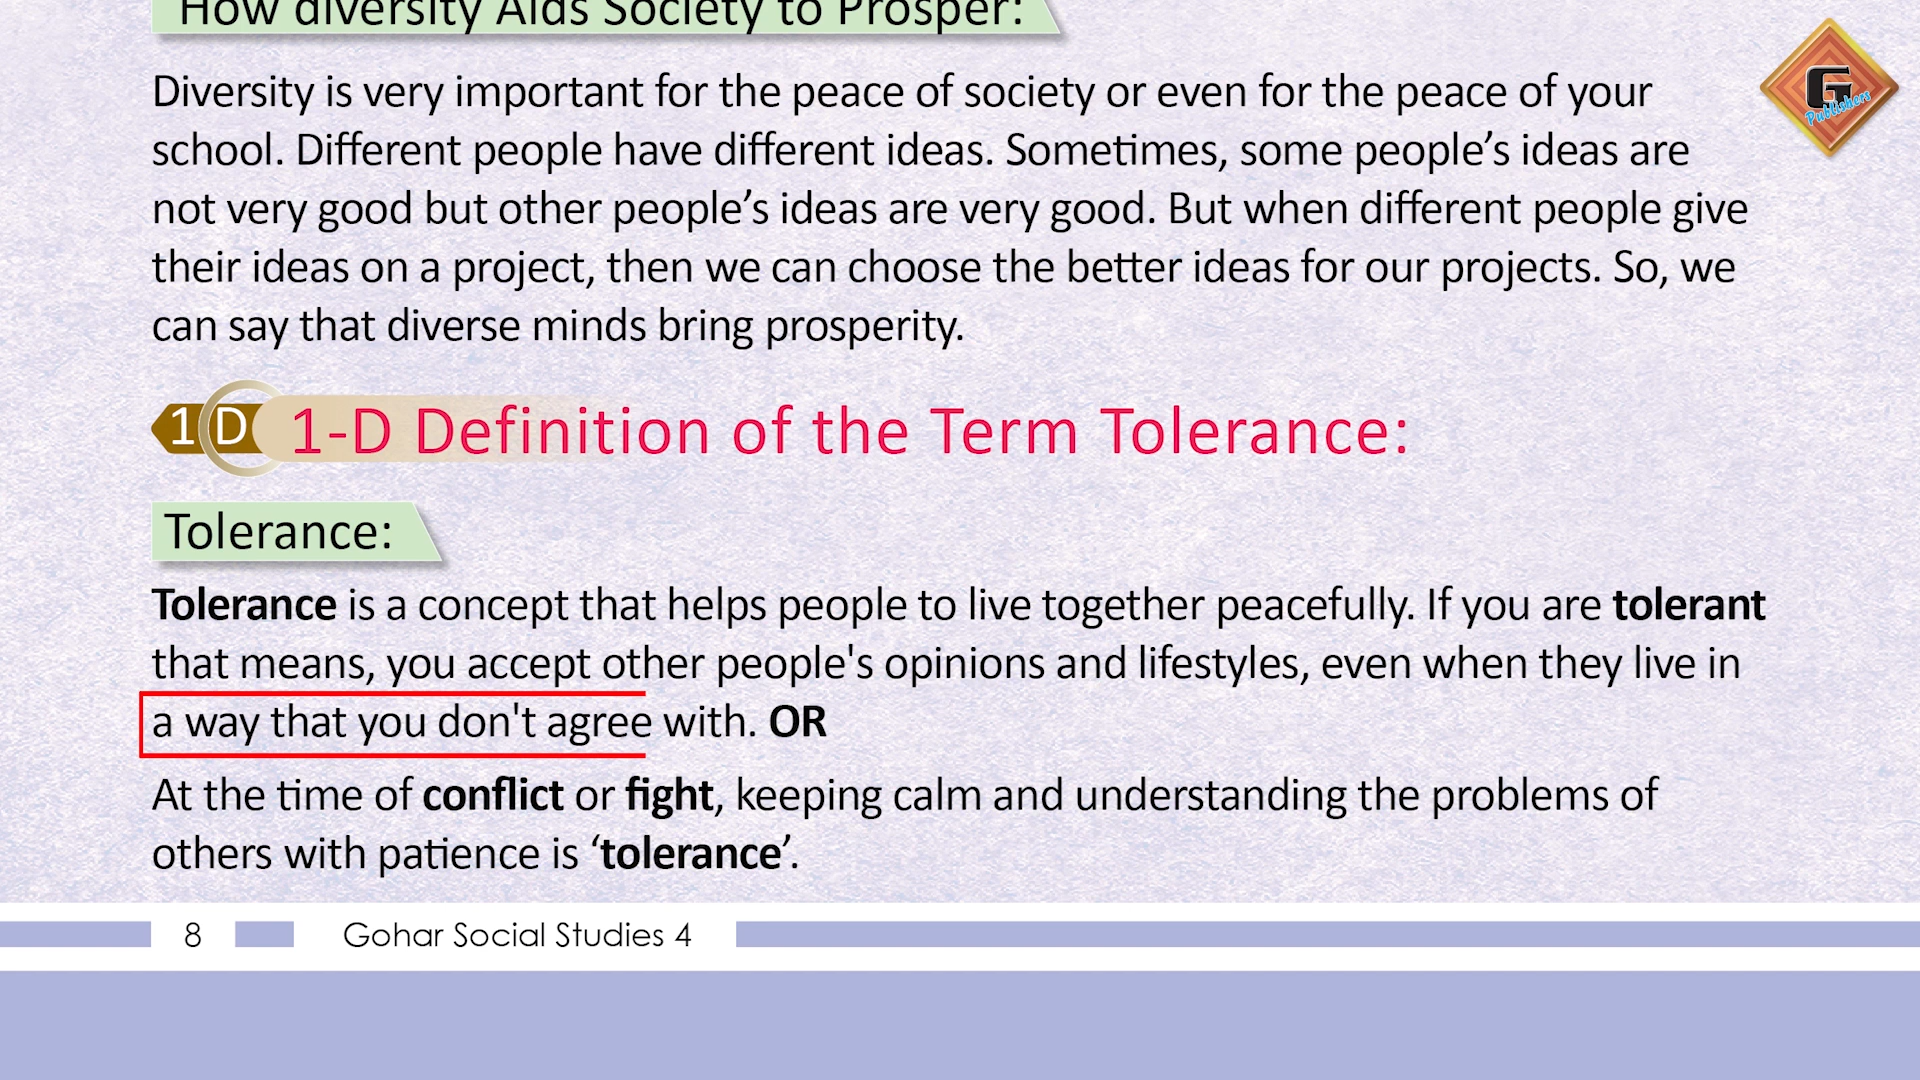 How diversity Aids Society to Prosper:
Diversity is very important for the peace of society or even for the peace of your
school. Different people have different ideas. Sometimes, some people’s ideas are
not very good but other people’s ideas are very good. But when different people give
their ideas on a project, then we can choose the better ideas for our projects. So, we
can say that diverse minds bring prosperity.
1 D 1-D Definition of the Term Tolerance:
Tolerance:
Tolerance is a concept that helps people to live together peacefully. If you are tolerant
that means, you accept other people's opinions and lifestyles, even when they live in
a way that you don't agree with. OR
At the time of conflict or fight, keeping calm and understanding the problems of
others with patience is ‘tolerance’.
8 Gohar Social Studies 4
G
Publishers